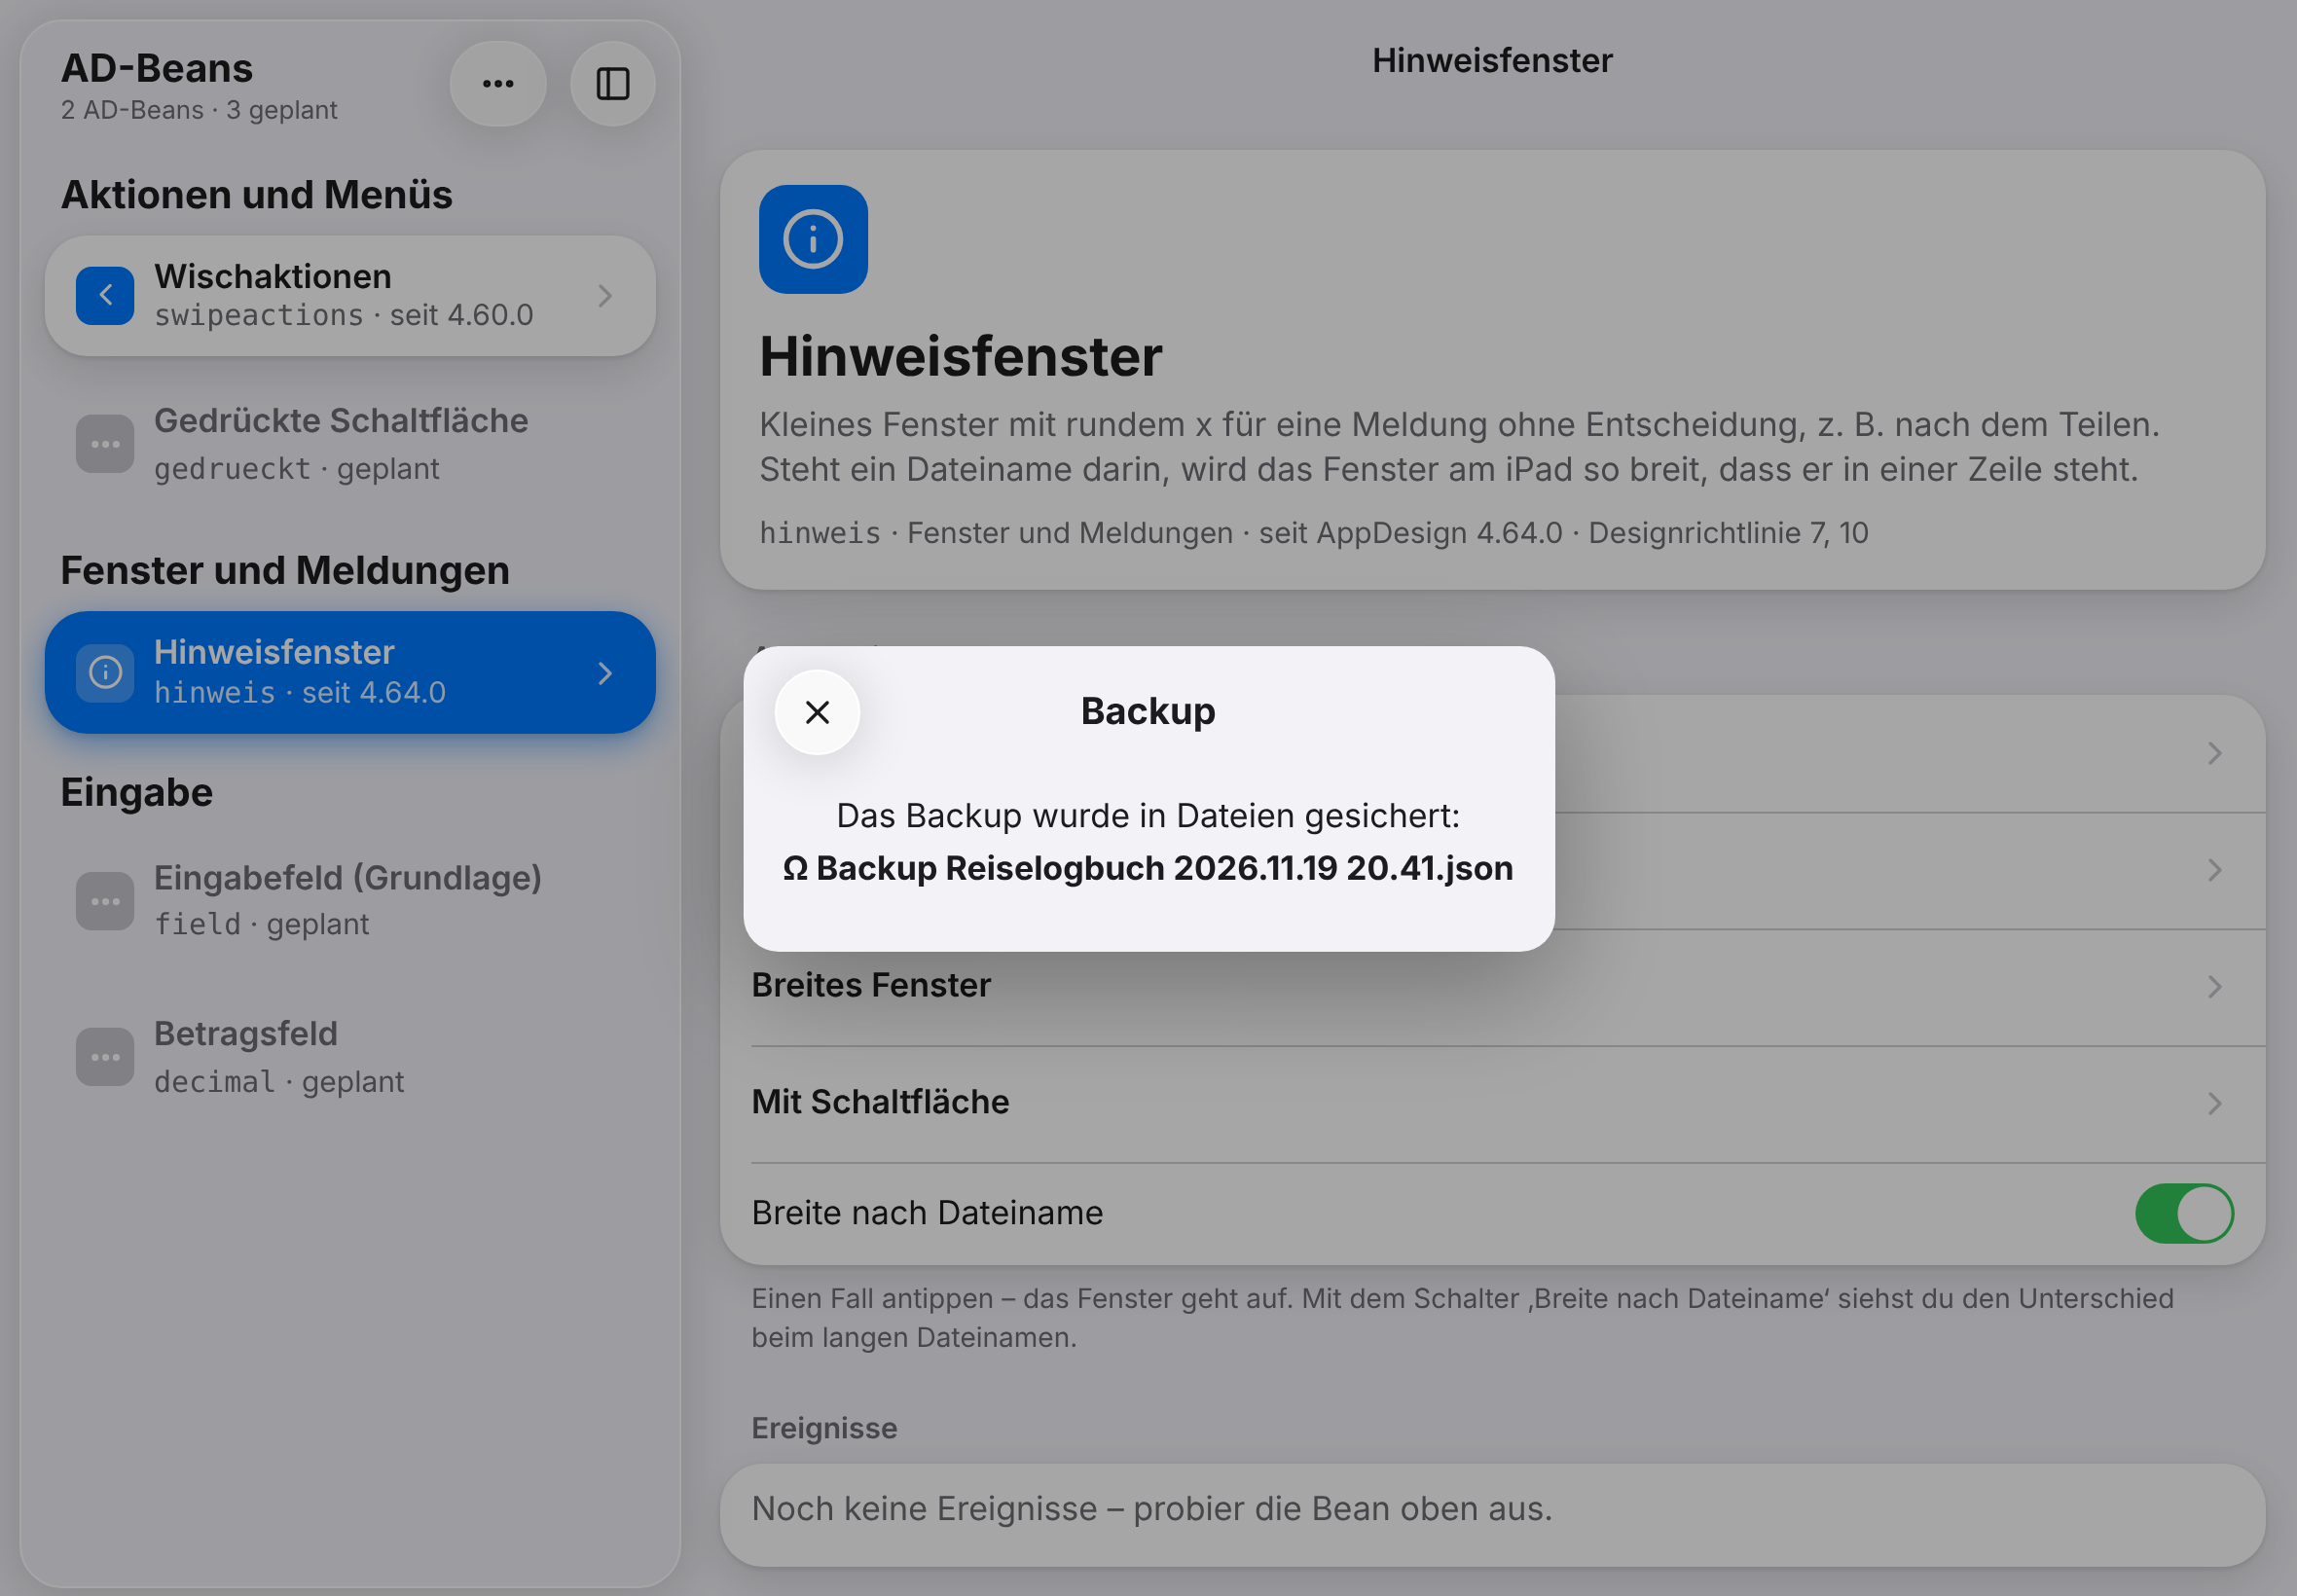 AD-Beans
2 AD-Beans · 3 geplant
Aktionen und Menüs
Wischaktionen
swipeactions · seit 4.60.0
Gedrückte Schaltfläche
gedrueckt · geplant
Fenster und Meldungen
Hinweisfenster
hinweis · seit 4.64.0
Eingabe
Eingabefeld (Grundlage)
field · geplant
Betragsfeld
decimal · geplant
Hinweisfenster
Hinweisfenster
Kleines Fenster mit rundem x für eine Meldung ohne Entscheidung, z. B. nach dem Teilen.
Steht ein Dateiname darin, wird das Fenster am iPad so breit, dass er in einer Zeile steht.
hinweis · Fenster und Meldungen · seit AppDesign 4.64.0 · Designrichtlinie 7, 10
Backup
Das Backup wurde in Dateien gesichert:
Ω Backup Reiselogbuch 2026.11.19 20.41.json
Breites Fenster
Mit Schaltfläche
Breite nach Dateiname
Einen Fall antippen – das Fenster geht auf. Mit dem Schalter ‚Breite nach Dateiname‘ siehst du den Unterschied
beim langen Dateinamen.
Ereignisse
Noch keine Ereignisse – probier die Bean oben aus.